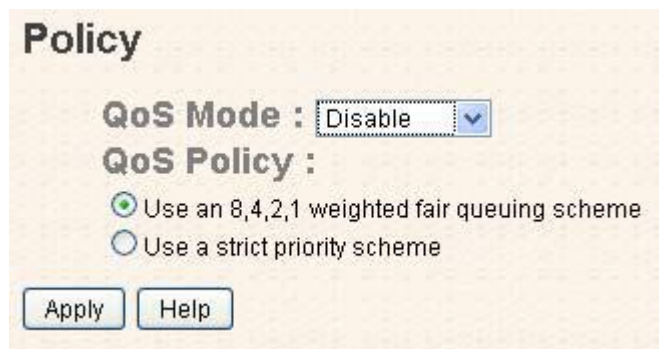 Policy
QoS Mode : Disable
QoS Policy :
Use an 8,4,2,1 weighted fair queuing scheme
Use a strict priority scheme
Apply Help